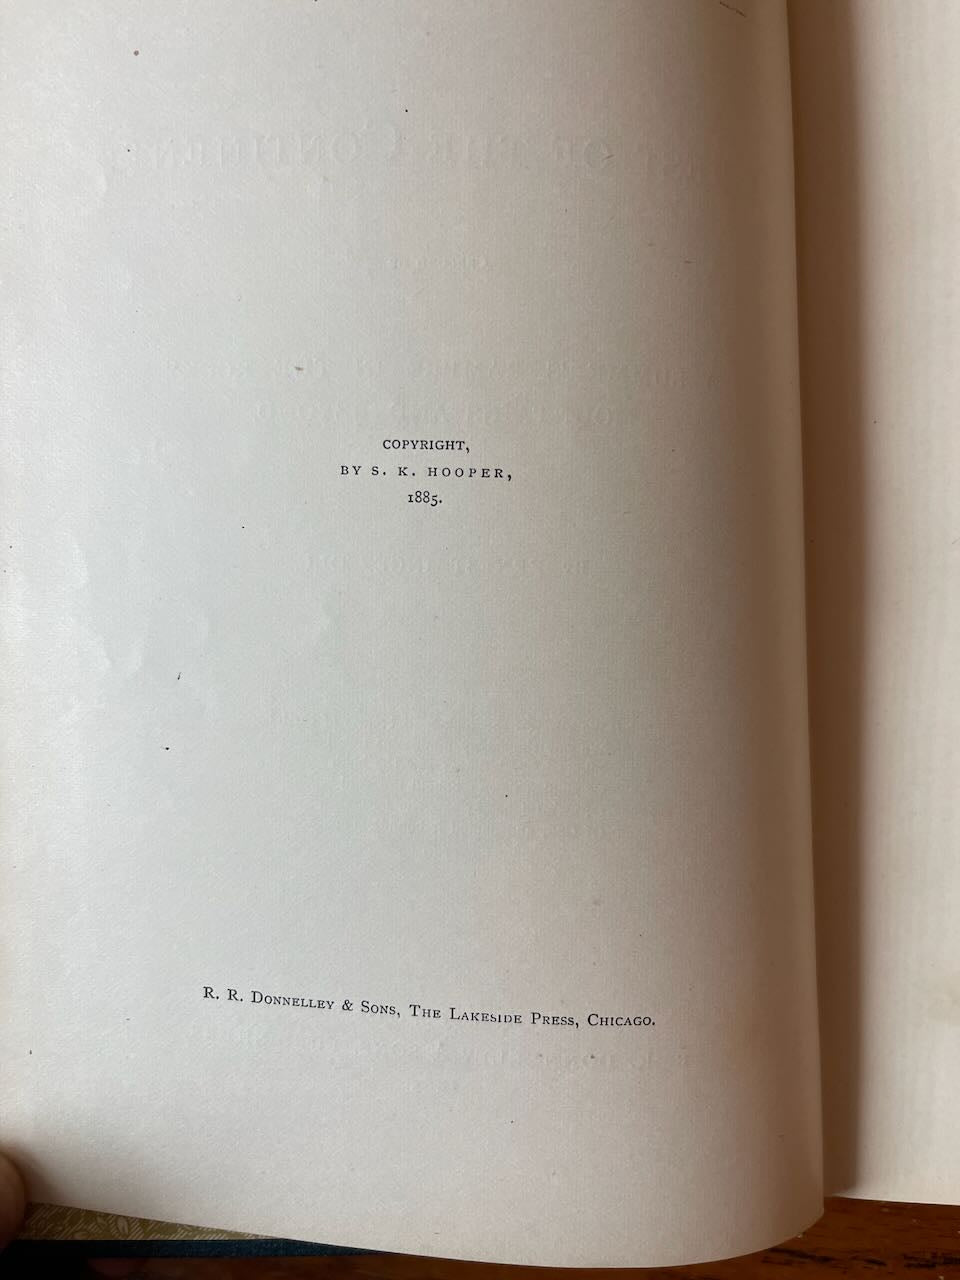 COPYRIGHT,
BY S. K. HOOPER,
1885.
R. R. DONNELLEY & SONS, THE LAKESIDE PRESS, CHICAGO.